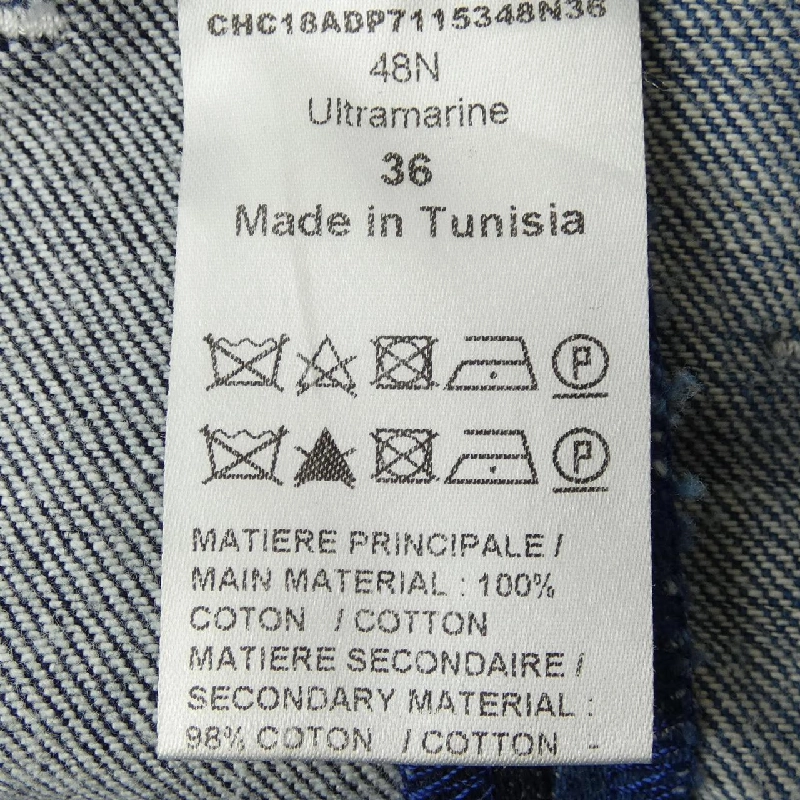 CHC18ADP7115348N36
48N
Ultramarine
36
Made in Tunisia
P
P
MATIERE PRINCIPALE /
MAIN MATERIAL : 100%
COTON / COTTON
MATIERE SECONDAIRE /
SECONDARY MATERIAL :
98% COTON / COTTON -